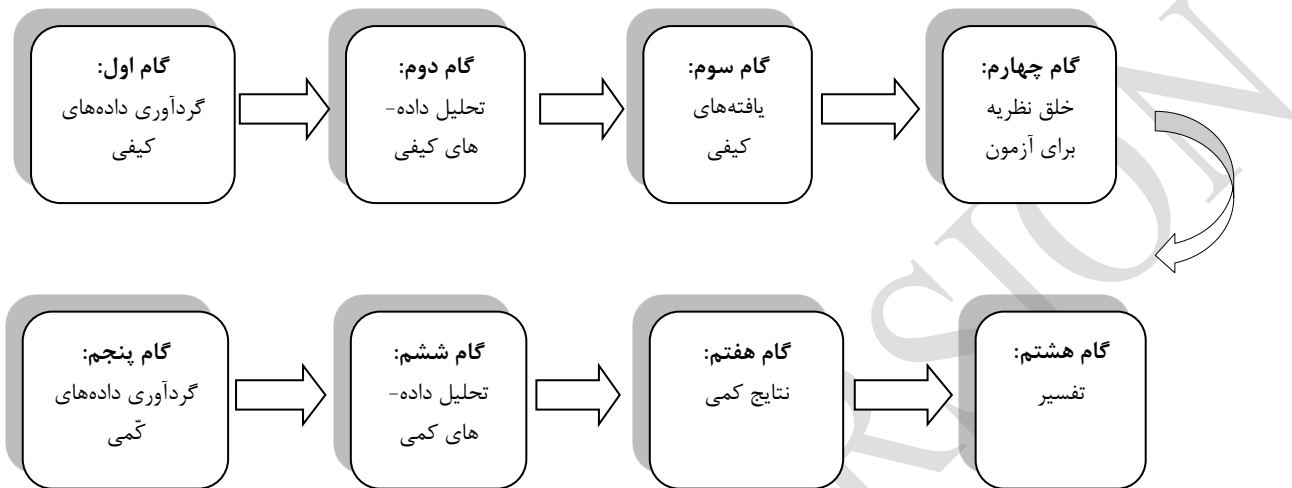 گام اول:
گردآوری داده‌های
کیفی
گام دوم:
تحلیل داده-
های کیفی
گام سوم:
یافته‌های
کیفی
گام چهارم:
خلق نظریه
برای آزمون
گام پنجم:
گردآوری داده‌های
کّمی
گام ششم:
تحلیل داده-
های کمی
گام هفتم:
نتایج کمی
گام هشتم:
تفسیر
RSION